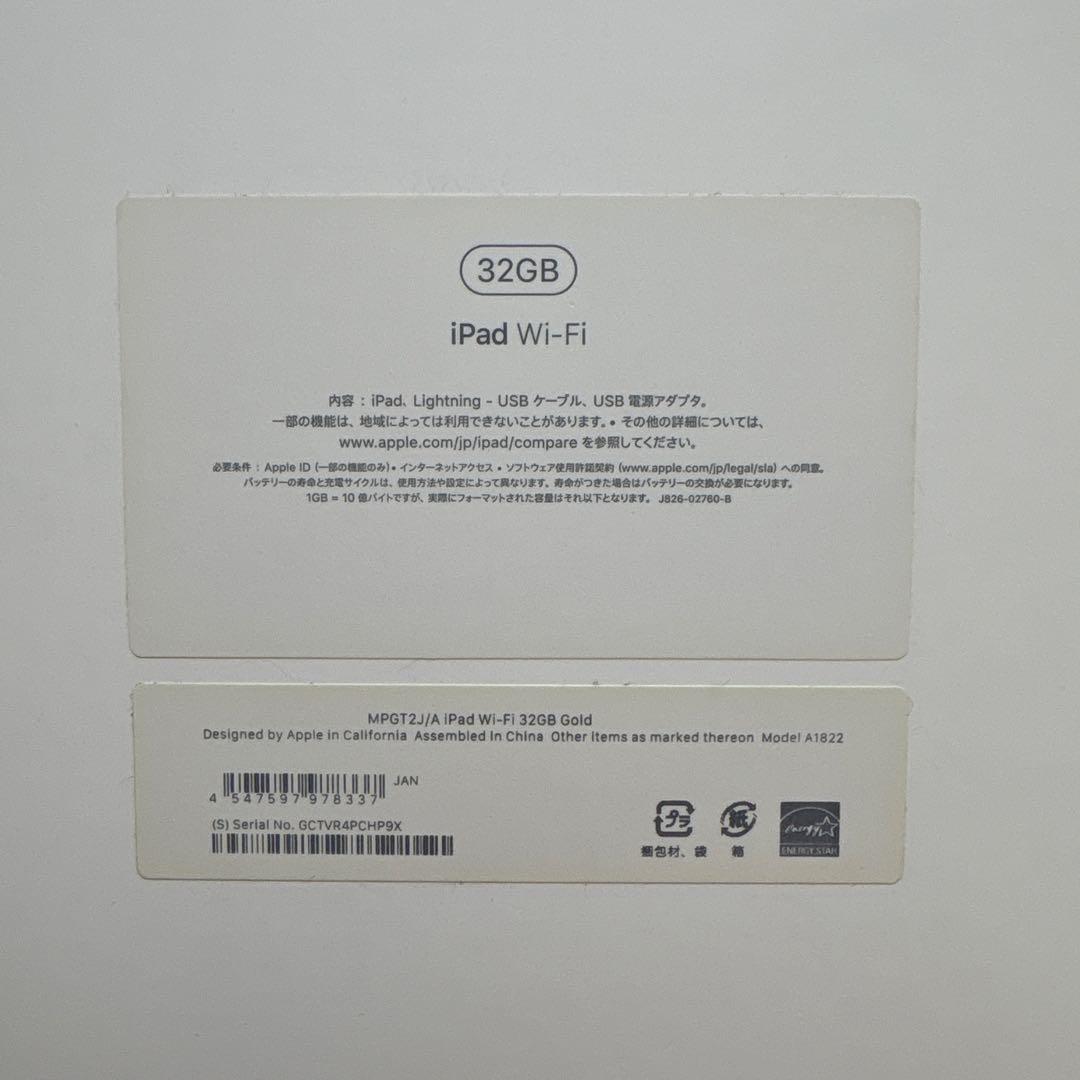 32GB
iPad Wi-Fi
内容 : iPad、Lightning - USB ケーブル、USB 電源アダプタ。
一部の機能は、地域によっては利用できないことがあります。• その他の詳細については、
www.apple.com/jp/ipad/compare を参照してください。
必要条件 : Apple ID (一部の機能のみ) • インターネットアクセス • ソフトウェア使用許諾契約 (www.apple.com/jp/legal/sla) への同意。
バッテリーの寿命と充電サイクルは、使用方法や設定によって異なります。寿命がつきた場合はバッテリーの交換が必要になります。
1GB = 10 億バイトですが、実際にフォーマットされた容量はそれ以下となります。 J826-02760-B
MPGT2J/A iPad Wi-Fi 32GB Gold
Designed by Apple in California Assembled in China Other items as marked thereon Model A1822
JAN
4 547597 978337
(S) Serial No. GCTVR4PCHP9X
プラ 紙 energy
梱包材、袋 箱 ENERGY STAR